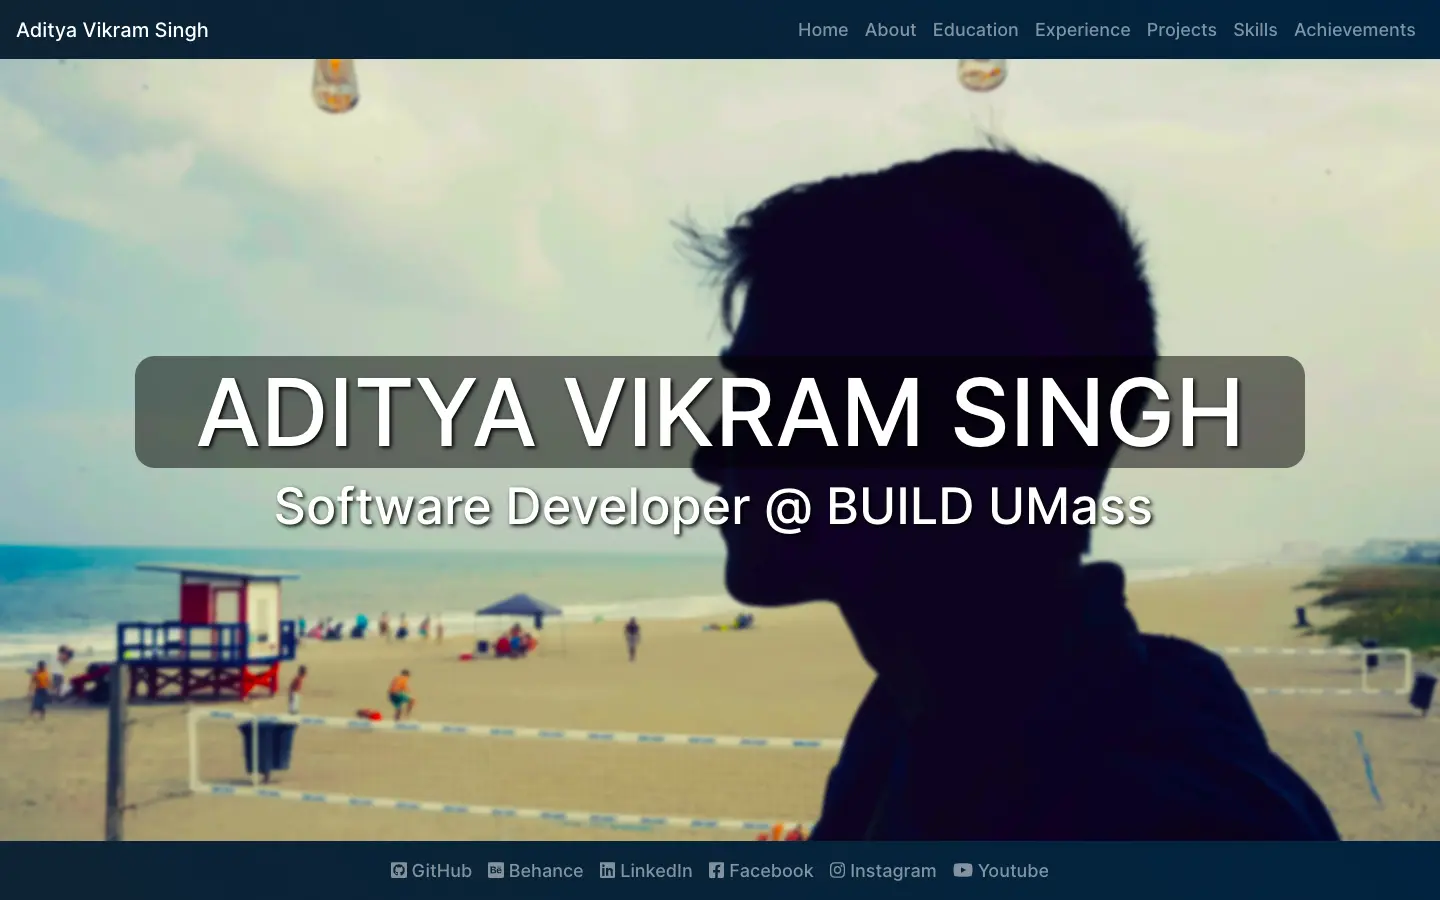 Aditya Vikram Singh
Home About Education Experience Projects Skills Achievements
ADITYA VIKRAM SINGH
Software Developer @ BUILD UMass
GitHub Behance LinkedIn Facebook Instagram Youtube